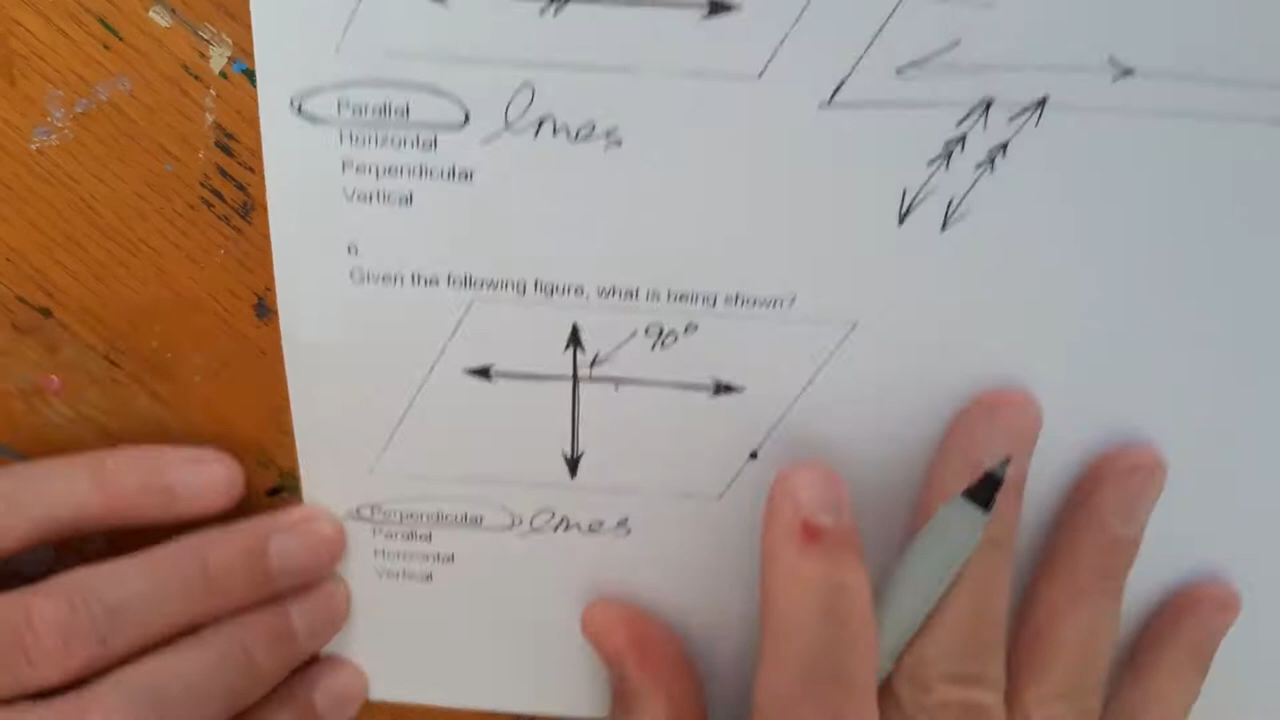 Parallel lines
Horizontal
Perpendicular
Vertical
6.
Given the following figure, what is being shown?
90°
Perpendicular lines
Parallel
Horizontal
Vertical